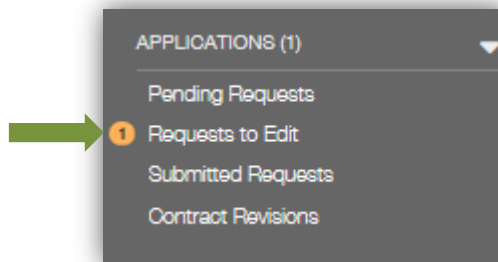 APPLICATIONS (1)
Pending Requests
1 Requests to Edit
Submitted Requests
Contract Revisions